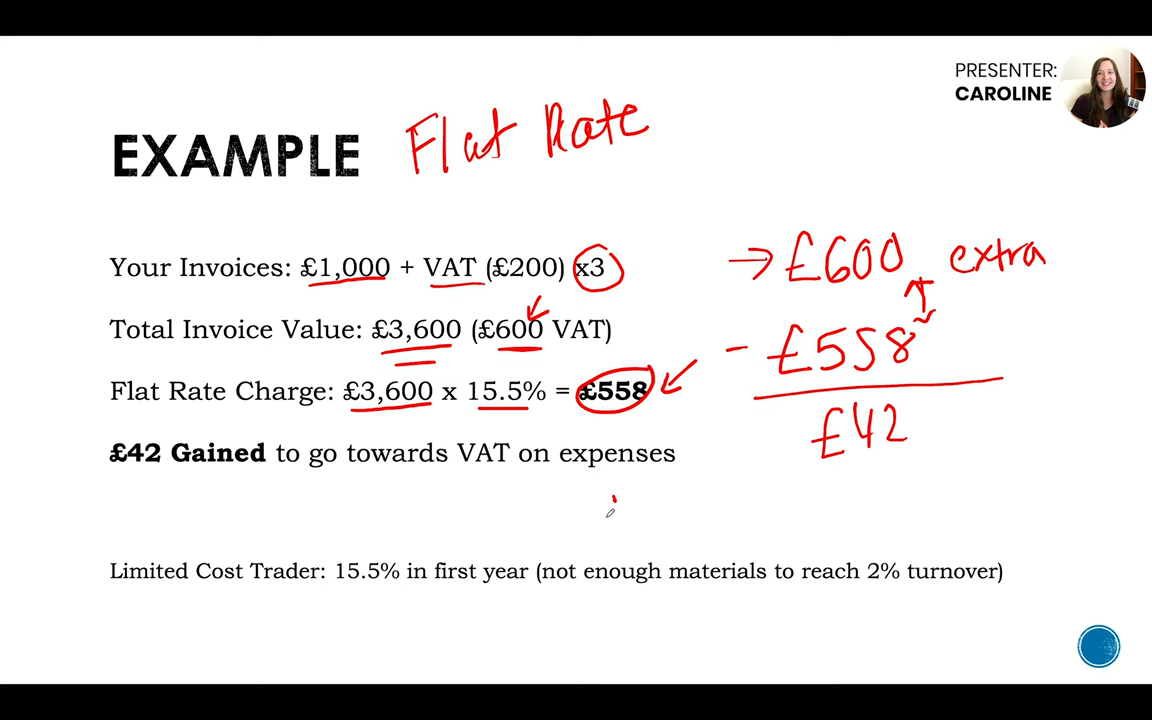 PRESENTER:
CAROLINE
EXAMPLE Flat Rate
Your Invoices: £1,000 + VAT (£200) x3
→ £600 extra
Total Invoice Value: £3,600 (£600 VAT)
- £558
Flat Rate Charge: £3,600 x 15.5% = £558
£42
£42 Gained to go towards VAT on expenses
Limited Cost Trader: 15.5% in first year (not enough materials to reach 2% turnover)